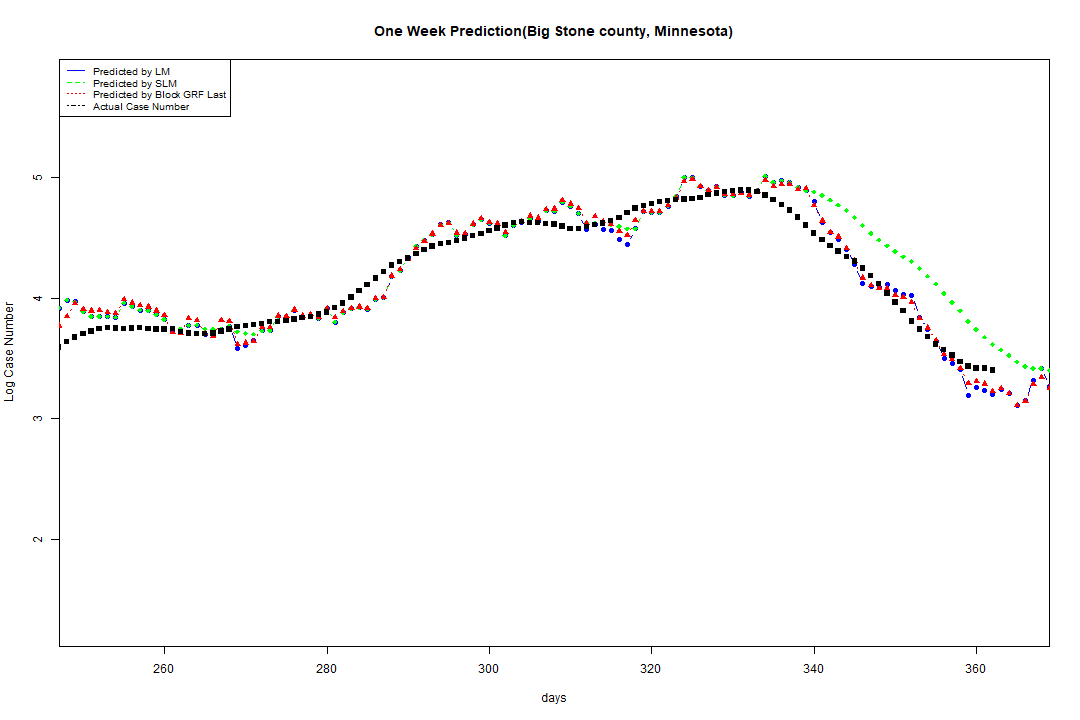 One Week Prediction(Big Stone county, Minnesota)
Predicted by LM
Predicted by SLM
Predicted by Block GRF Last
Actual Case Number
Log Case Number
5
4
3
2
260
280
300
320
340
360
days